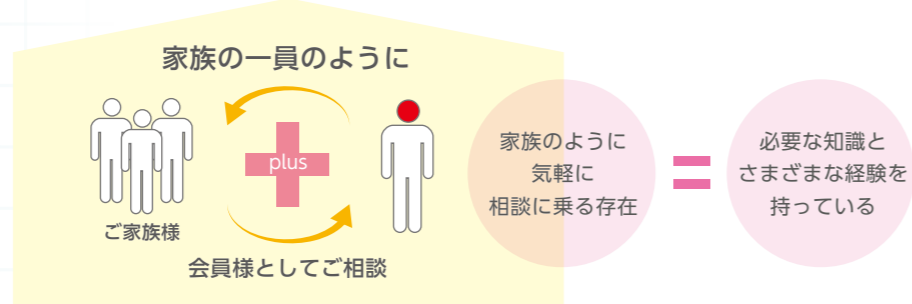 家族の一員のように
plus
ご家族様
会員様としてご相談
家族のように
気軽に
相談に乗る存在
=
必要な知識と
さまざまな経験を
持っている